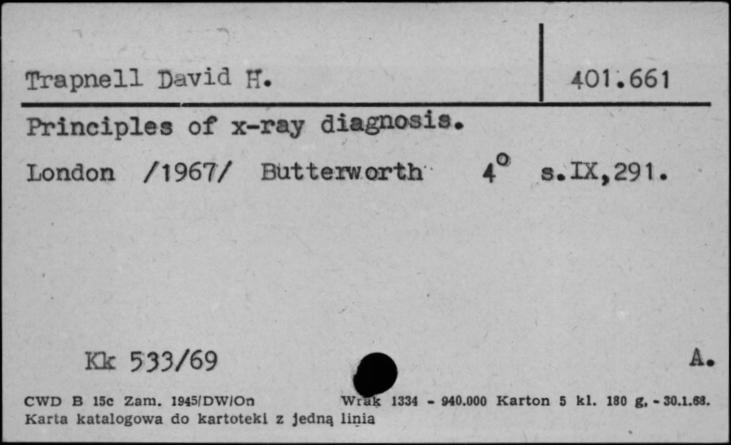 Trapnell David H. 401.661
Principles of x-ray diagnosis.
London /1967/ Butterworth 4° s.IX,291.
Kk 533/69 A.
CWD B 15c Zam. 1945/DW/On Wrak 1334 - 940.000 Karton 5 kl. 180 g, - 30.1.68.
Karta katalogowa do kartoteki z jedną linia